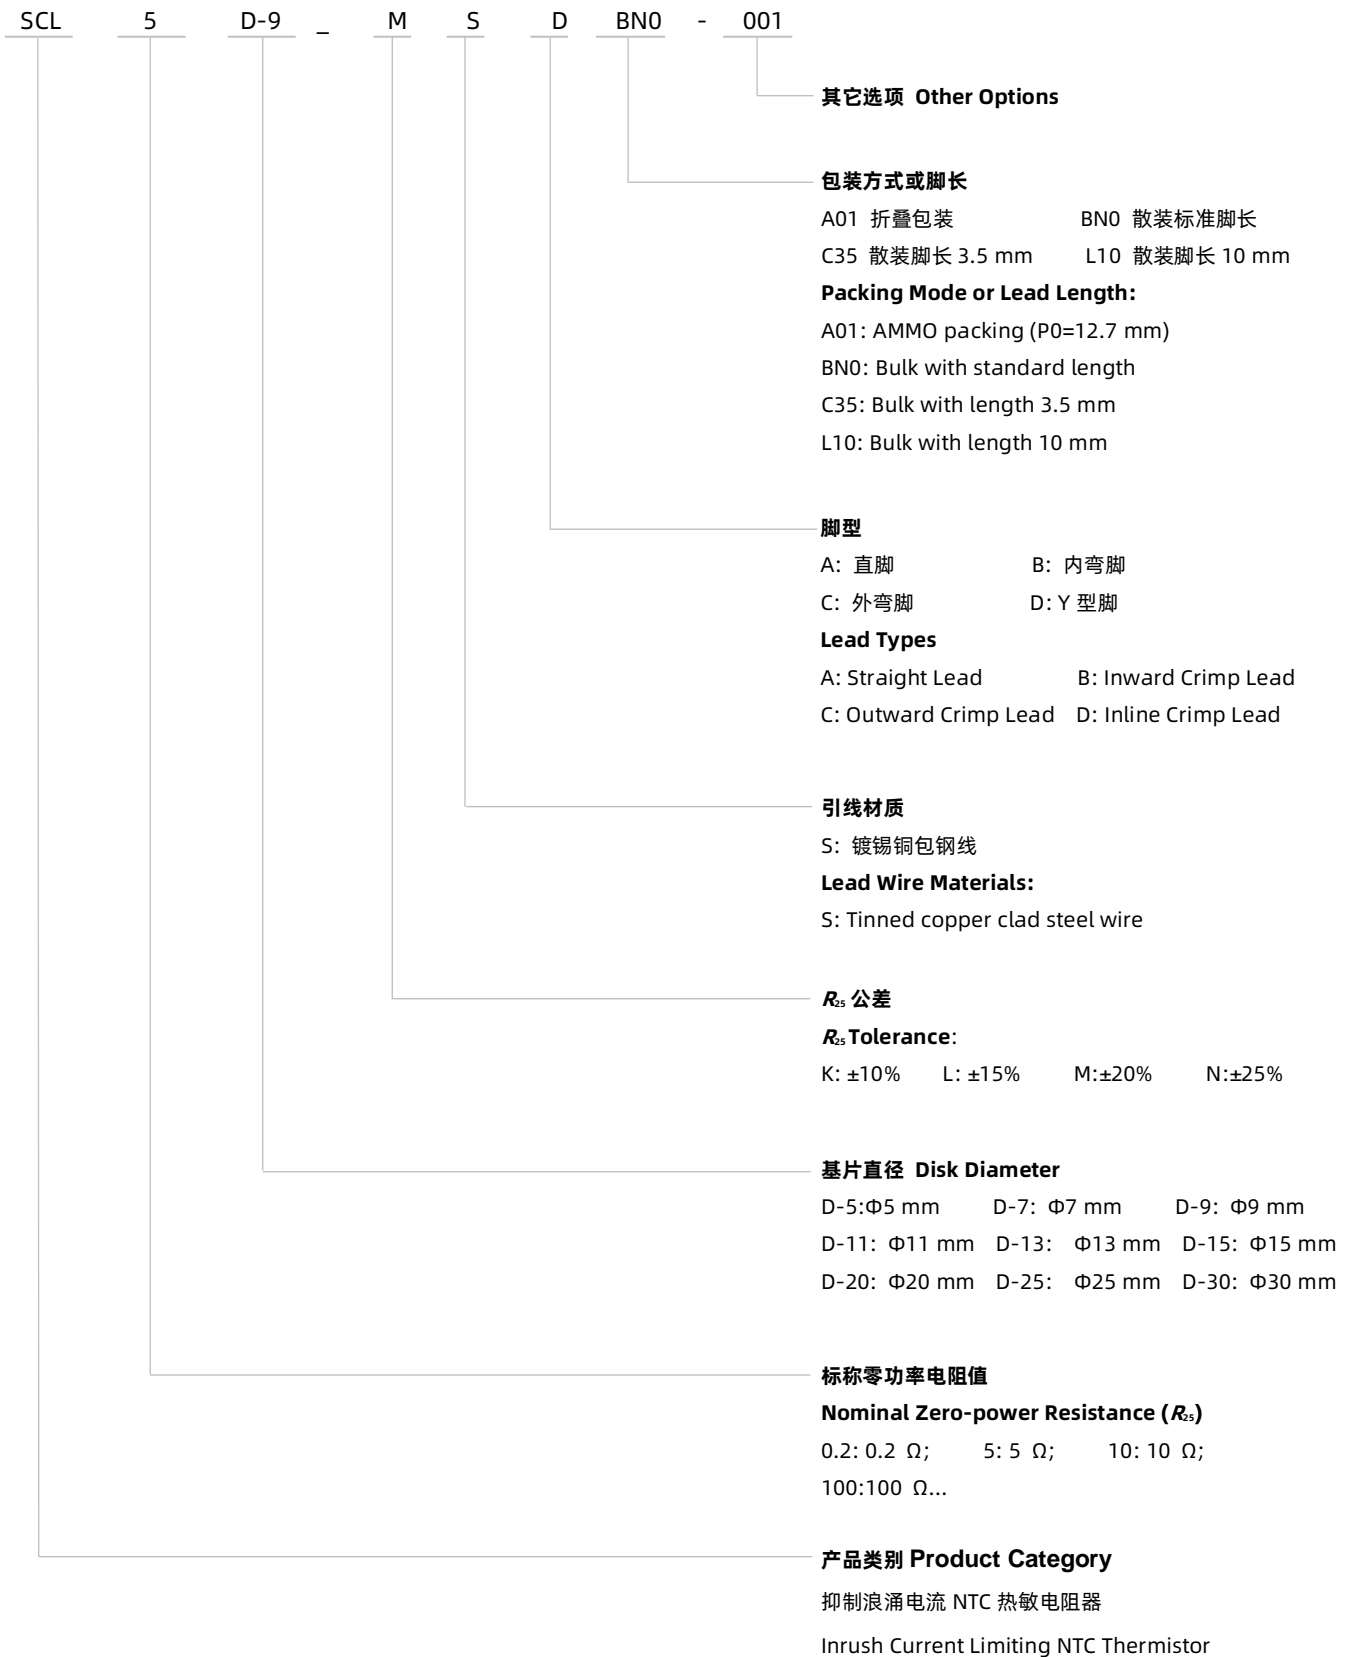 SCL 5 D-9 _ M S D BN0 - 001
其它选项 Other Options
包装方式或脚长
A01 折叠包装 BN0 散装标准脚长
C35 散装脚长 3.5 mm L10 散装脚长 10 mm
Packing Mode or Lead Length:
A01: AMMO packing (P0=12.7 mm)
BN0: Bulk with standard length
C35: Bulk with length 3.5 mm
L10: Bulk with length 10 mm
脚型
A: 直脚 B: 内弯脚
C: 外弯脚 D: Y 型脚
Lead Types
A: Straight Lead B: Inward Crimp Lead
C: Outward Crimp Lead D: Inline Crimp Lead
引线材质
S: 镀锡铜包钢线
Lead Wire Materials:
S: Tinned copper clad steel wire
R25 公差
R25 Tolerance:
K: ±10% L: ±15% M:±20% N:±25%
基片直径 Disk Diameter
D-5:Φ5 mm D-7: Φ7 mm D-9: Φ9 mm
D-11: Φ11 mm D-13: Φ13 mm D-15: Φ15 mm
D-20: Φ20 mm D-25: Φ25 mm D-30: Φ30 mm
标称零功率电阻值
Nominal Zero-power Resistance (R25)
0.2: 0.2 Ω; 5: 5 Ω; 10: 10 Ω;
100:100 Ω...
产品类别 Product Category
抑制浪涌电流 NTC 热敏电阻器
Inrush Current Limiting NTC Thermistor